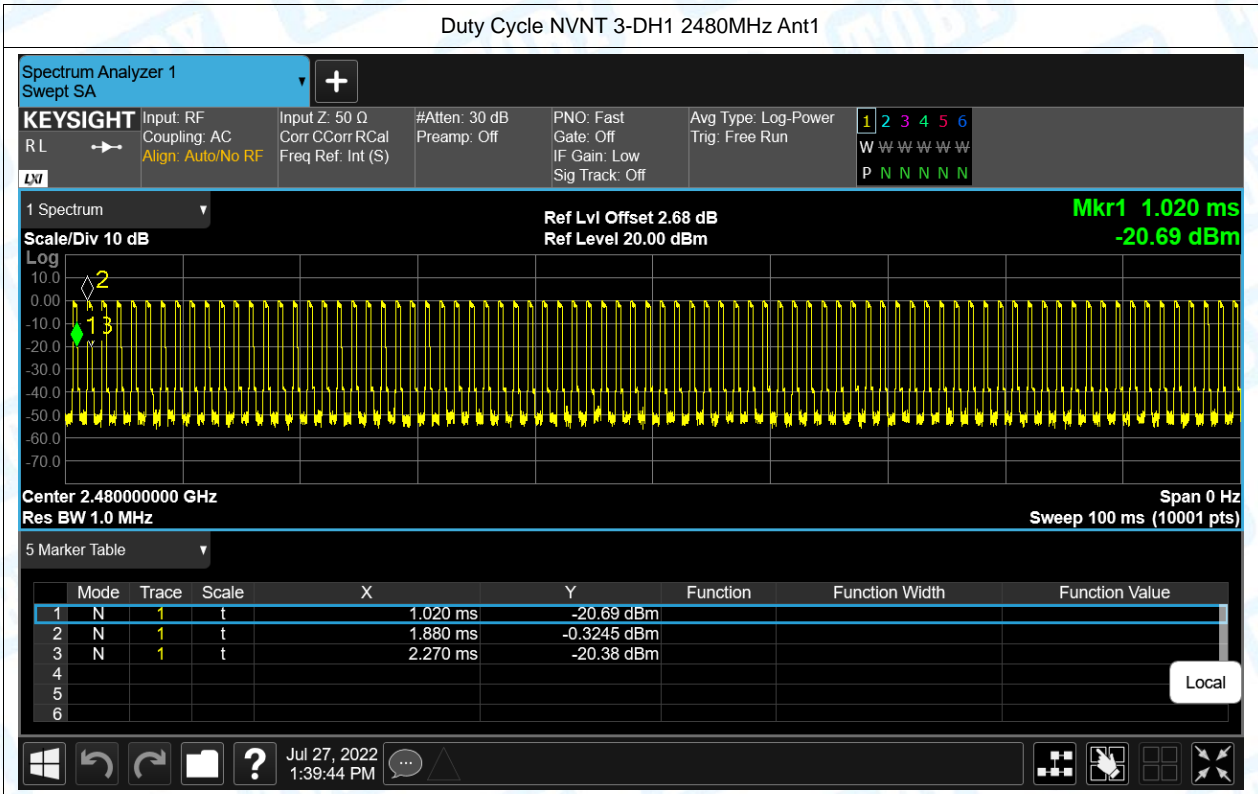 Duty Cycle NVNT 3-DH1 2480MHz Ant1
Spectrum Analyzer 1
Swept SA
KEYSIGHT
RL
LXI
Input: RF
Coupling: AC
Align: Auto/No RF
Input Z: 50 Ω
Corr CCorr RCal
Freq Ref: Int (S)
#Atten: 30 dB
Preamp: Off
PNO: Fast
Gate: Off
IF Gain: Low
Sig Track: Off
Avg Type: Log-Power
Trig: Free Run
1 2 3 4 5 6
W W W W W W
P N N N N N
1 Spectrum
Scale/Div 10 dB
Ref Lvl Offset 2.68 dB
Ref Level 20.00 dBm
Mkr1 1.020 ms
-20.69 dBm
Log
10.0
0.00
-10.0
-20.0
-30.0
-40.0
-50.0
-60.0
-70.0
2
1 3
Center 2.480000000 GHz
Res BW 1.0 MHz
Span 0 Hz
Sweep 100 ms (10001 pts)
5 Marker Table
Mode Trace Scale X Y Function Function Width Function Value
1 N 1 t 1.020 ms -20.69 dBm
2 N 1 t 1.880 ms -0.3245 dBm
3 N 1 t 2.270 ms -20.38 dBm
4
5
6
Local
?
Jul 27, 2022
1:39:44 PM